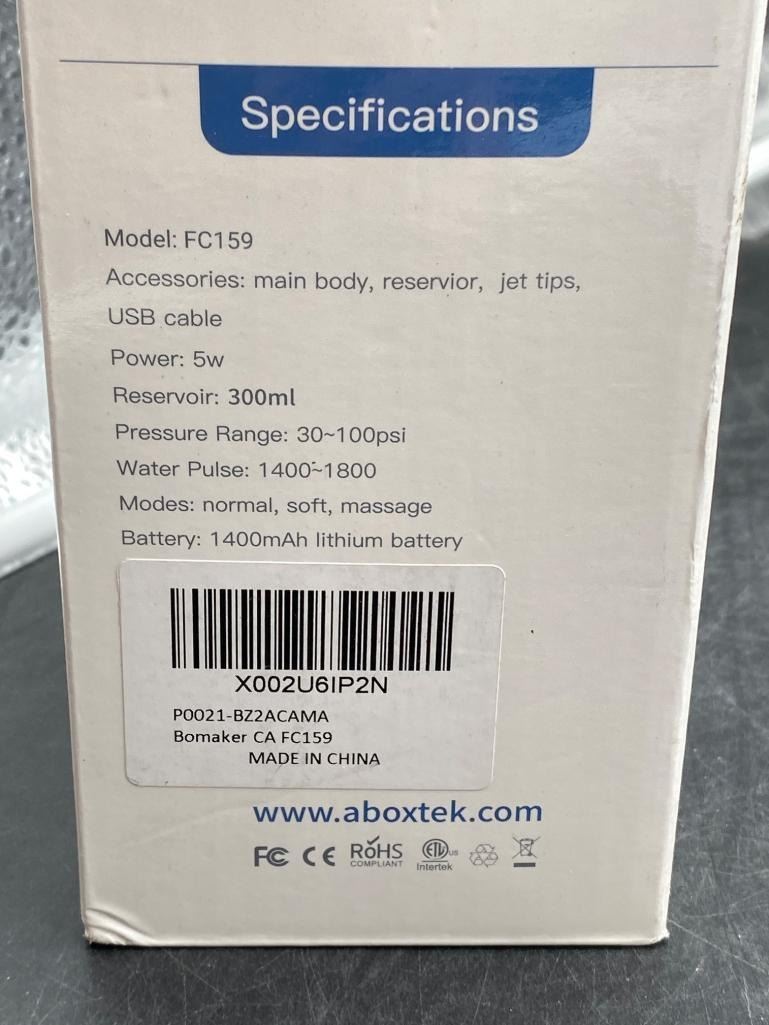 Specifications
Model: FC159
Accessories: main body, reservior, jet tips,
USB cable
Power: 5w
Reservoir: 300ml
Pressure Range: 30~100psi
Water Pulse: 1400~1800
Modes: normal, soft, massage
Battery: 1400mAh lithium battery
X002U6IP2N
P0021-BZ2ACAMA
Bomaker CA FC159
MADE IN CHINA
www.aboxtek.com
FC CE RoHS COMPLIANT ETL us Intertek